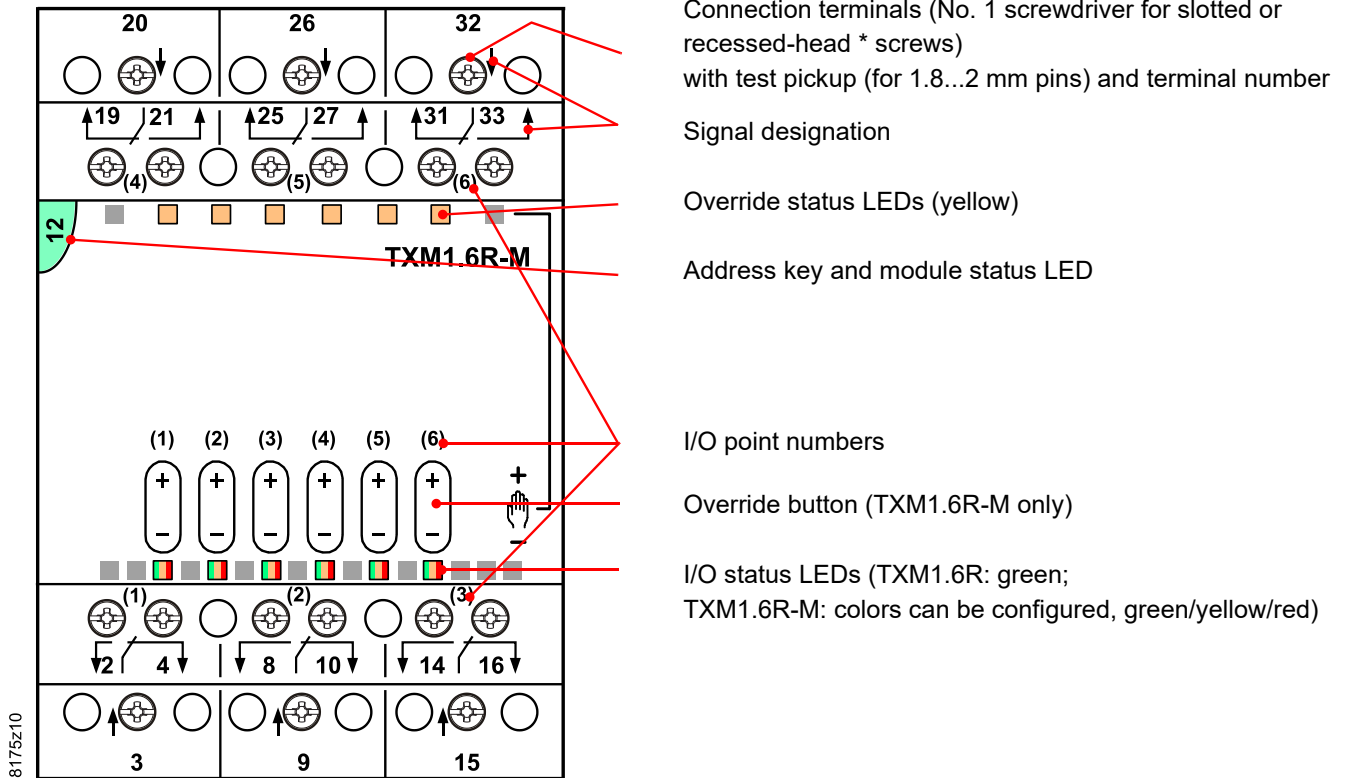 Connection terminals (No. 1 screwdriver for slotted or
recessed-head * screws)
with test pickup (for 1.8...2 mm pins) and terminal number
Signal designation
Override status LEDs (yellow)
Address key and module status LED
I/O point numbers
Override button (TXM1.6R-M only)
I/O status LEDs (TXM1.6R: green;
TXM1.6R-M: colors can be configured, green/yellow/red)
20 26 32
19 21 25 27 31 33
(4) (5) (6)
12
TXM1.6R-M
(1) (2) (3) (4) (5) (6)
+ + + + + + +
− − − − − − −
(1) (2) (3)
2 4 8 10 14 16
3 9 15
8175z10